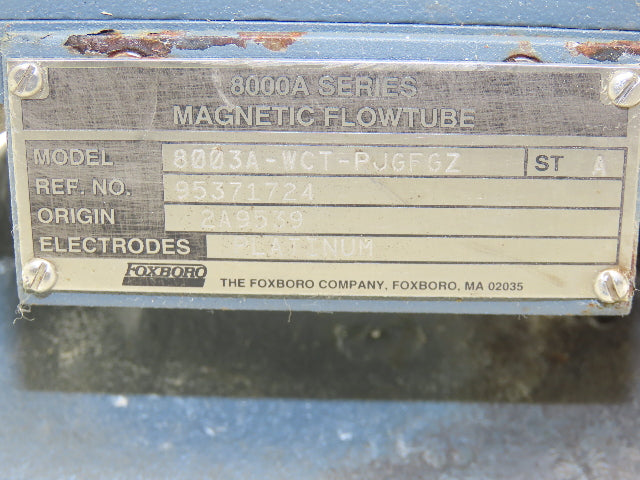 8000A SERIES
MAGNETIC FLOWTUBE
MODEL 8003A-WCT-PJGFGZ ST A
REF. NO. 95371724
ORIGIN 2A9539
ELECTRODES PLATINUM
FOXBORO THE FOXBORO COMPANY, FOXBORO, MA 02035